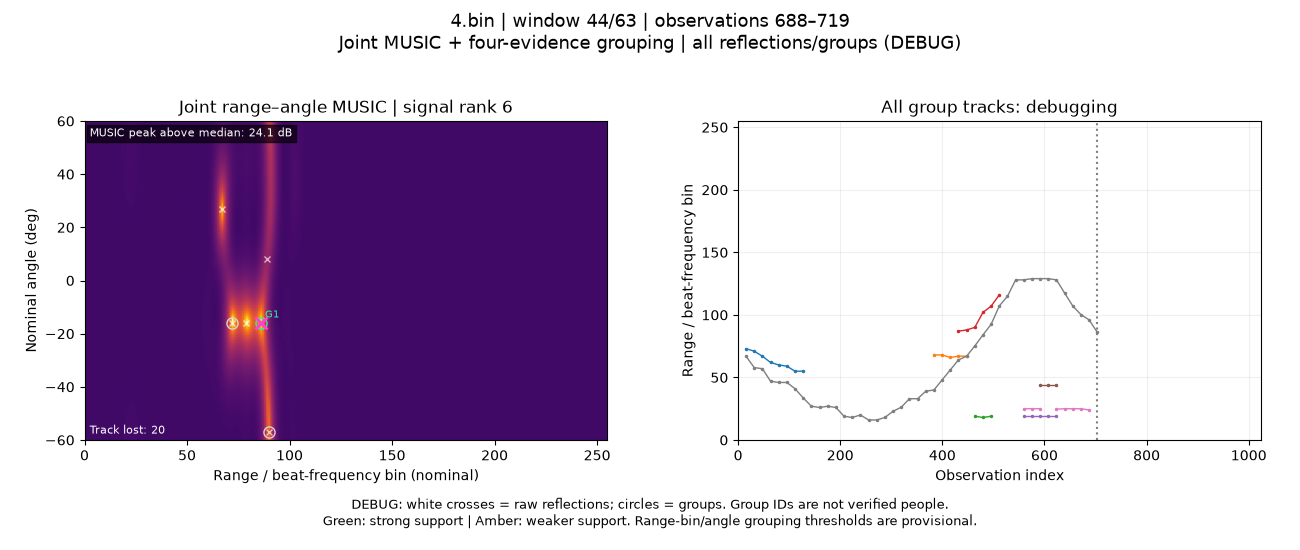 4.bin | window 44/63 | observations 688–719
Joint MUSIC + four-evidence grouping | all reflections/groups (DEBUG)
Joint range–angle MUSIC | signal rank 6
MUSIC peak above median: 24.1 dB
G1
Track lost: 20
60
40
20
0
−20
−40
−60
Nominal angle (deg)
0
50
100
150
200
250
Range / beat-frequency bin (nominal)
All group tracks: debugging
250
200
150
100
50
0
Range / beat-frequency bin
0
200
400
600
800
1000
Observation index
DEBUG: white crosses = raw reflections; circles = groups. Group IDs are not verified people.
Green: strong support | Amber: weaker support. Range-bin/angle grouping thresholds are provisional.